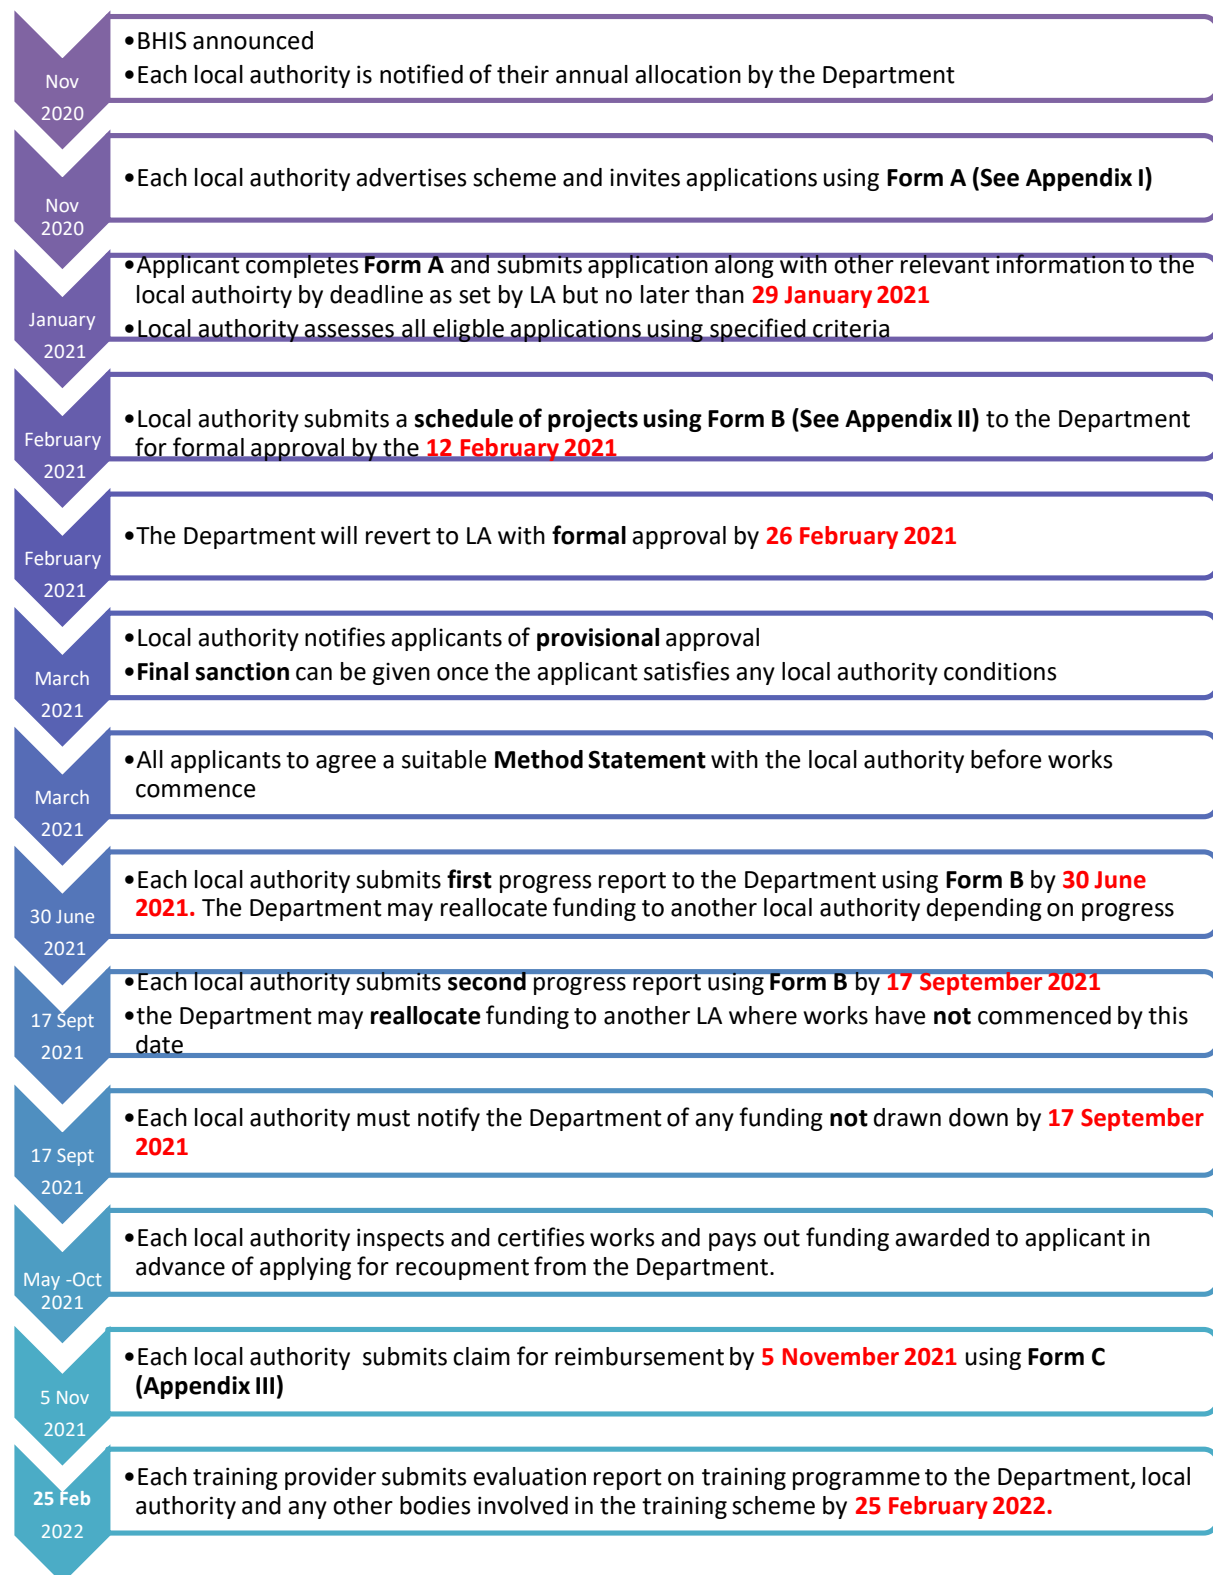 •BHIS announced
•Each local authority is notified of their annual allocation by the Department
Nov
2020
•Each local authority advertises scheme and invites applications using Form A (See Appendix I)
Nov
2020
•Applicant completes Form A and submits application along with other relevant information to the
local authoirty by deadline as set by LA but no later than 29 January 2021
•Local authority assesses all eligble applications using specified criteria
January
2021
•Local authority submits a schedule of projects using Form B (See Appendix II) to the Department
for formal approval by the 12 February 2021
February
2021
•The Department will revert to LA with formal approval by 26 February 2021
February
2021
•Local authority notifies applicants of provisional approval
•Final sanction can be given once the applicant satisfies any local authority conditions
March
2021
•All applicants to agree a suitable Method Statement with the local authority before works
commence
March
2021
•Each local authority submits first progress report to the Department using Form B by 30 June
2021. The Department may reallocate funding to another local authority depending on progress
30 June
2021
•Each local authority submits second progress report using Form B by 17 September 2021
•the Department may reallocate funding to another LA where works have not commenced by this
date
17 Sept
2021
•Each local authority must notify the Department of any funding not drawn down by 17 September
2021
17 Sept
2021
•Each local authority inspects and certifies works and pays out funding awarded to applicant in
advance of applying for recoupment from the Department.
May -Oct
2021
•Each local authority  submits claim for reimbursement by 5 November 2021 using Form C
(Appendix III)
5 Nov
2021
•Each training provider submits evaluation report on training programme to the Department, local
authority and any other bodies involved in the training scheme by 25 February 2022.
25 Feb
2022